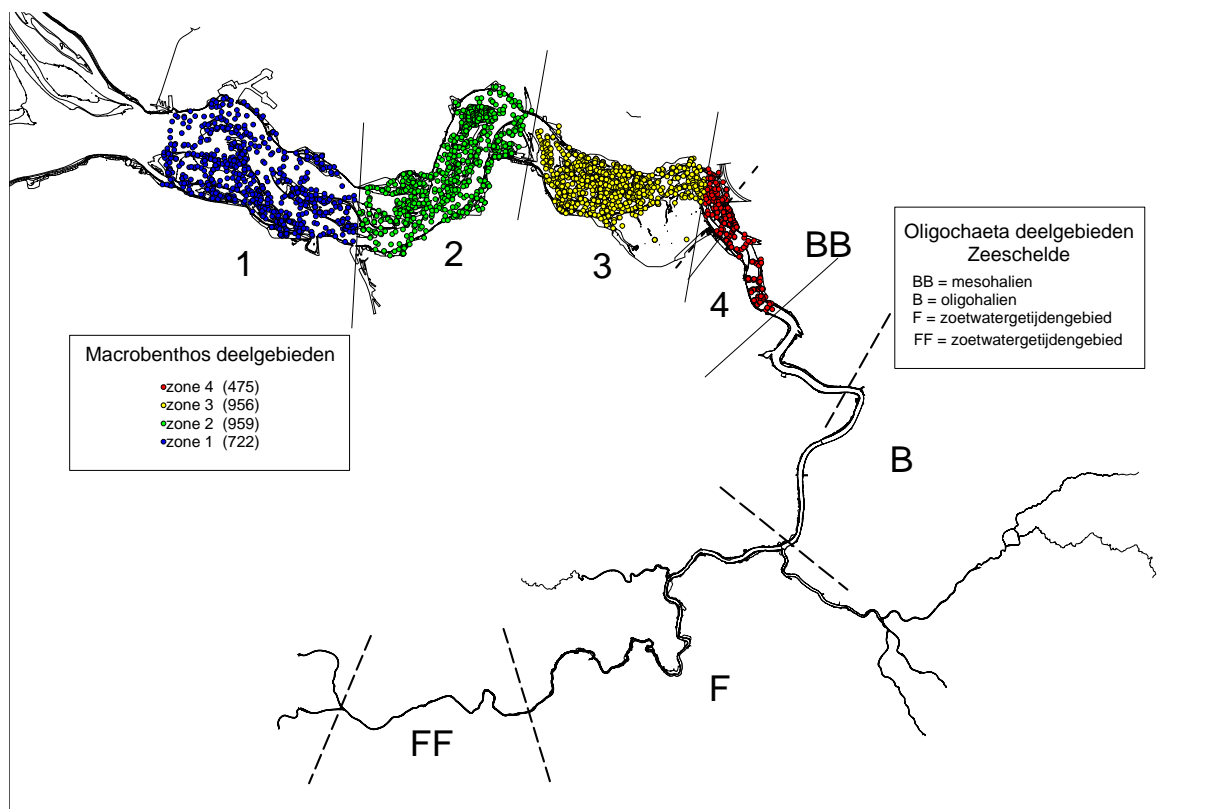 1
2
3
4
BB
Oligochaeta deelgebieden
Zeeschelde
BB = mesohalien
B = oligohalien
F = zoetwatergetijdengebied
FF = zoetwatergetijdengebied
Macrobenthos deelgebieden
zone 4 (475)
zone 3 (956)
zone 2 (959)
zone 1 (722)
B
F
FF